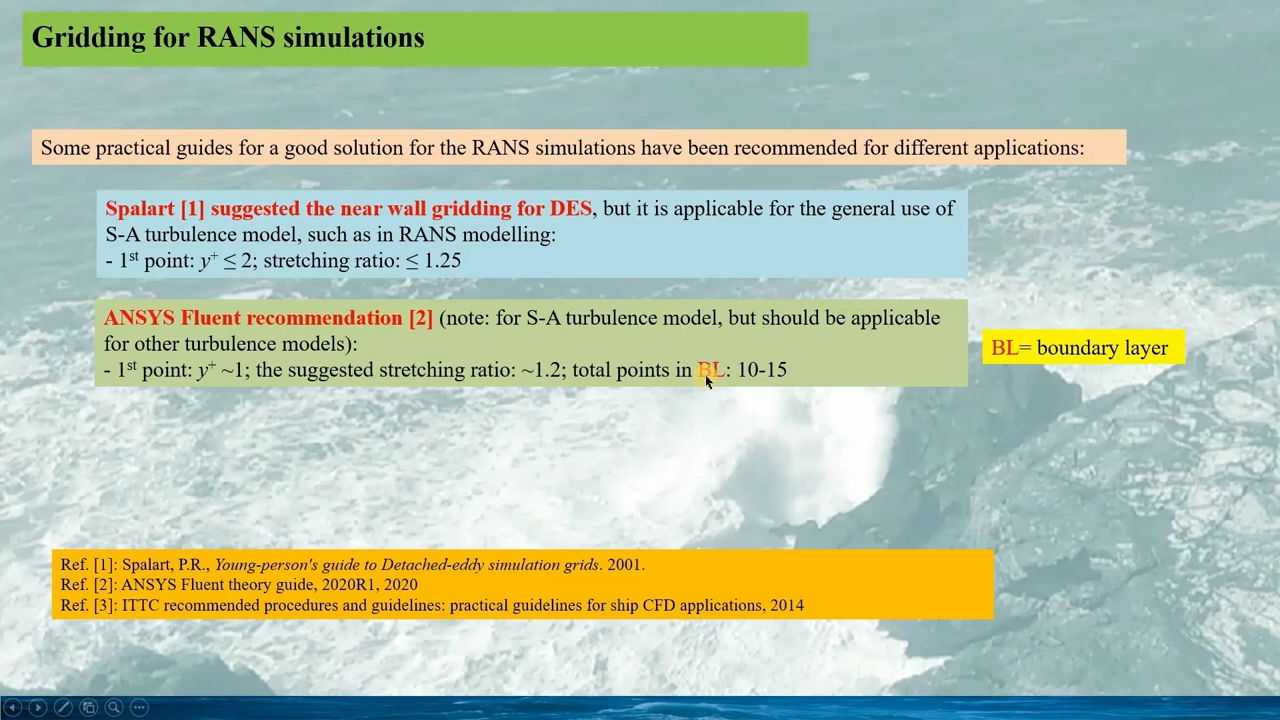 Gridding for RANS simulations
Some practical guides for a good solution for the RANS simulations have been recommended for different applications:
Spalart [1] suggested the near wall gridding for DES, but it is applicable for the general use of
S-A turbulence model, such as in RANS modelling:
- 1st point: y⁺ ≤ 2; stretching ratio: ≤ 1.25
ANSYS Fluent recommendation [2] (note: for S-A turbulence model, but should be applicable
for other turbulence models):
- 1st point: y⁺ ~1; the suggested stretching ratio: ~1.2; total points in BL: 10-15
BL= boundary layer
Ref. [1]: Spalart, P.R., Young-person's guide to Detached-eddy simulation grids. 2001.
Ref. [2]: ANSYS Fluent theory guide, 2020R1, 2020
Ref. [3]: ITTC recommended procedures and guidelines: practical guidelines for ship CFD applications, 2014